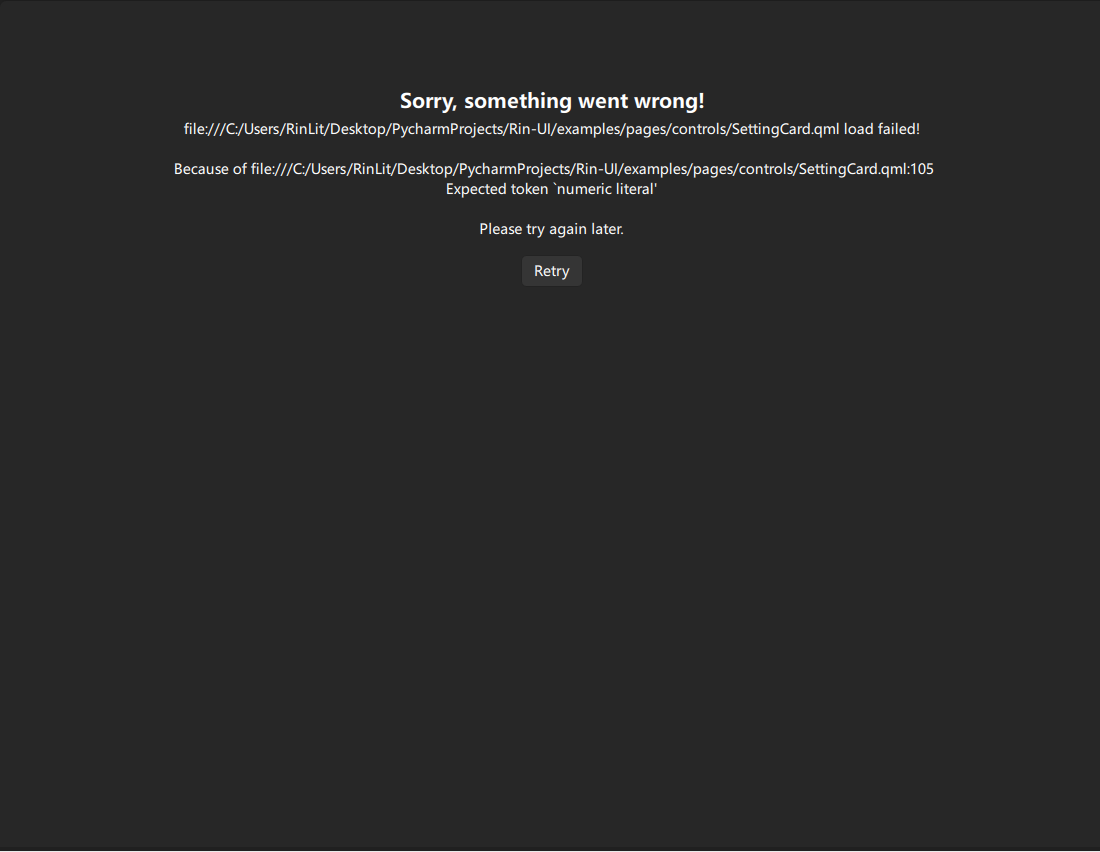 Sorry, something went wrong!
file:///C:/Users/RinLit/Desktop/PycharmProjects/Rin-UI/examples/pages/controls/SettingCard.qml load failed!
Because of file:///C:/Users/RinLit/Desktop/PycharmProjects/Rin-UI/examples/pages/controls/SettingCard.qml:105
Expected token `numeric literal'
Please try again later.
Retry